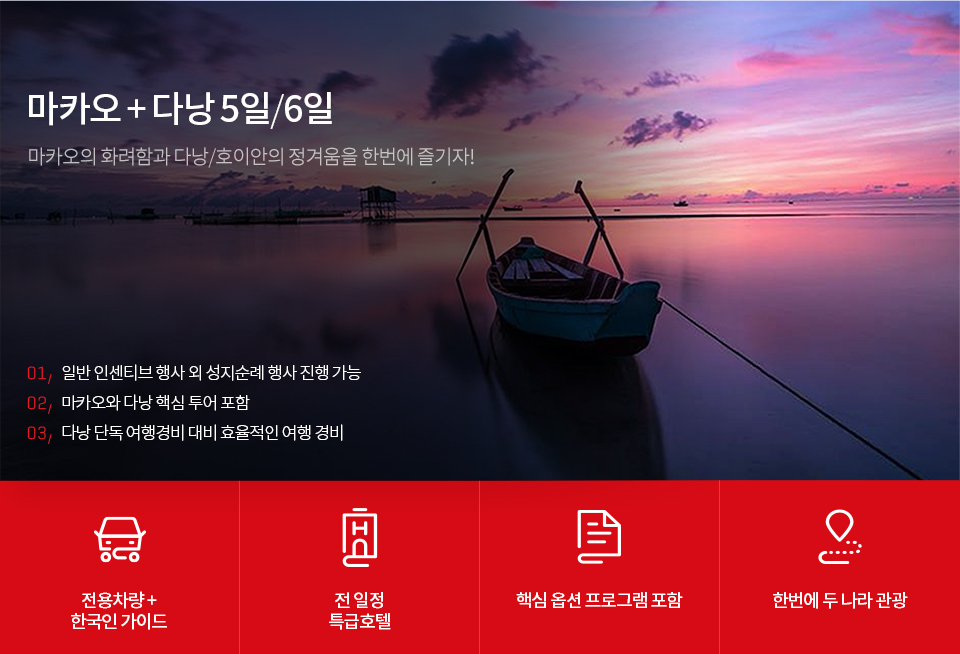 마카오 + 다낭 5일/6일
마카오의 화려함과 다낭/호이안의 정겨움을 한번에 즐기자!
01, 일반 인센티브 행사 외 성지순례 행사 진행 가능
02, 마카오와 다낭 핵심 투어 포함
03, 다낭 단독 여행경비 대비 효율적인 여행 경비
전용차량 +
한국인 가이드
전 일정
특급호텔
핵심 옵션 프로그램 포함
한번에 두 나라 관광